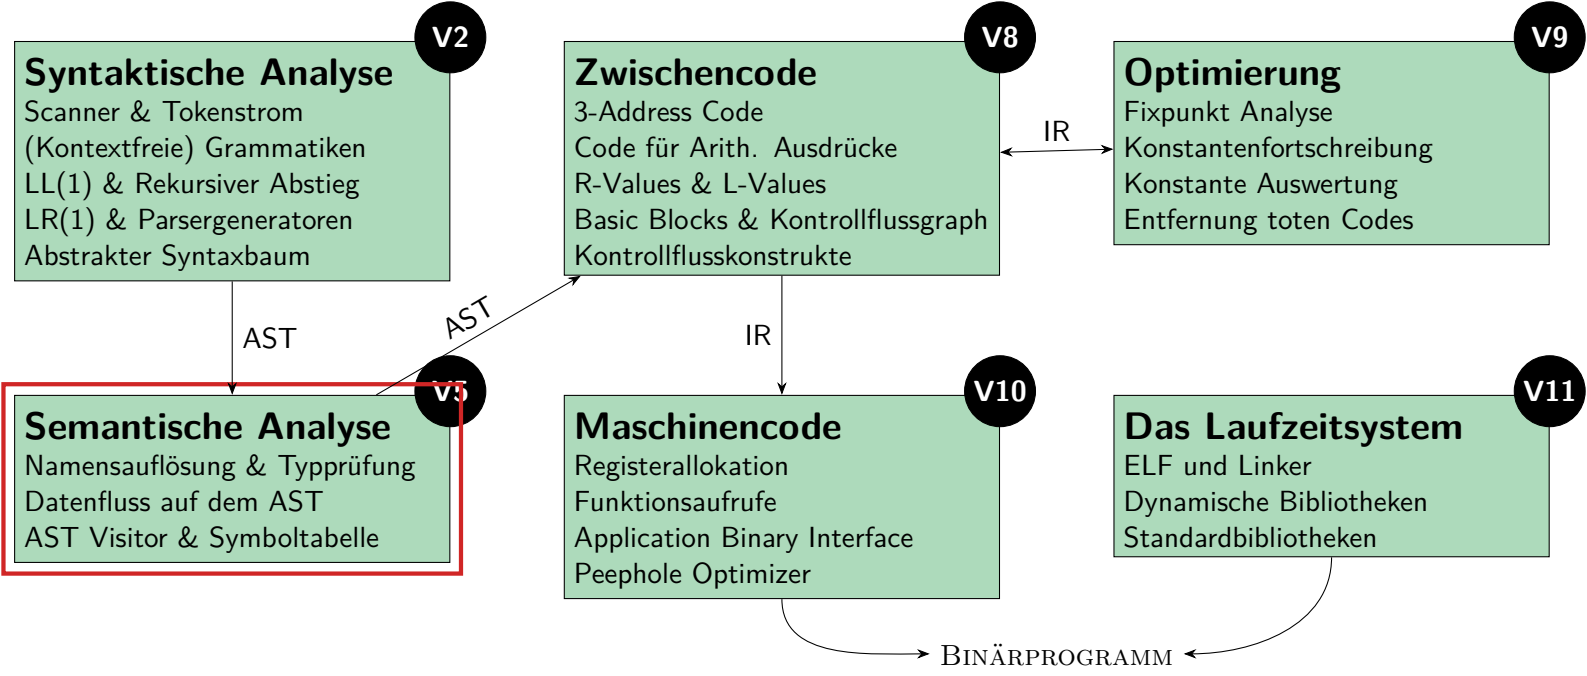 V2
Syntaktische Analyse
Scanner & Tokenstrom
(Kontextfreie) Grammatiken
LL(1) & Rekursiver Abstieg
LR(1) & Parsergeneratoren
Abstrakter Syntaxbaum
V8
Zwischencode
3-Address Code
Code für Arith. Ausdrücke
R-Values & L-Values
Basic Blocks & Kontrollflussgraph
Kontrollflusskonstrukte
IR
V9
Optimierung
Fixpunkt Analyse
Konstantenfortschreibung
Konstante Auswertung
Entfernung toten Codes
AST
AST
IR
V5
Semantische Analyse
Namensauflösung & Typprüfung
Datenfluss auf dem AST
AST Visitor & Symboltabelle
V10
Maschinencode
Registerallokation
Funktionsaufrufe
Application Binary Interface
Peephole Optimizer
V11
Das Laufzeitsystem
ELF und Linker
Dynamische Bibliotheken
Standardbibliotheken
BINÄRPROGRAMM